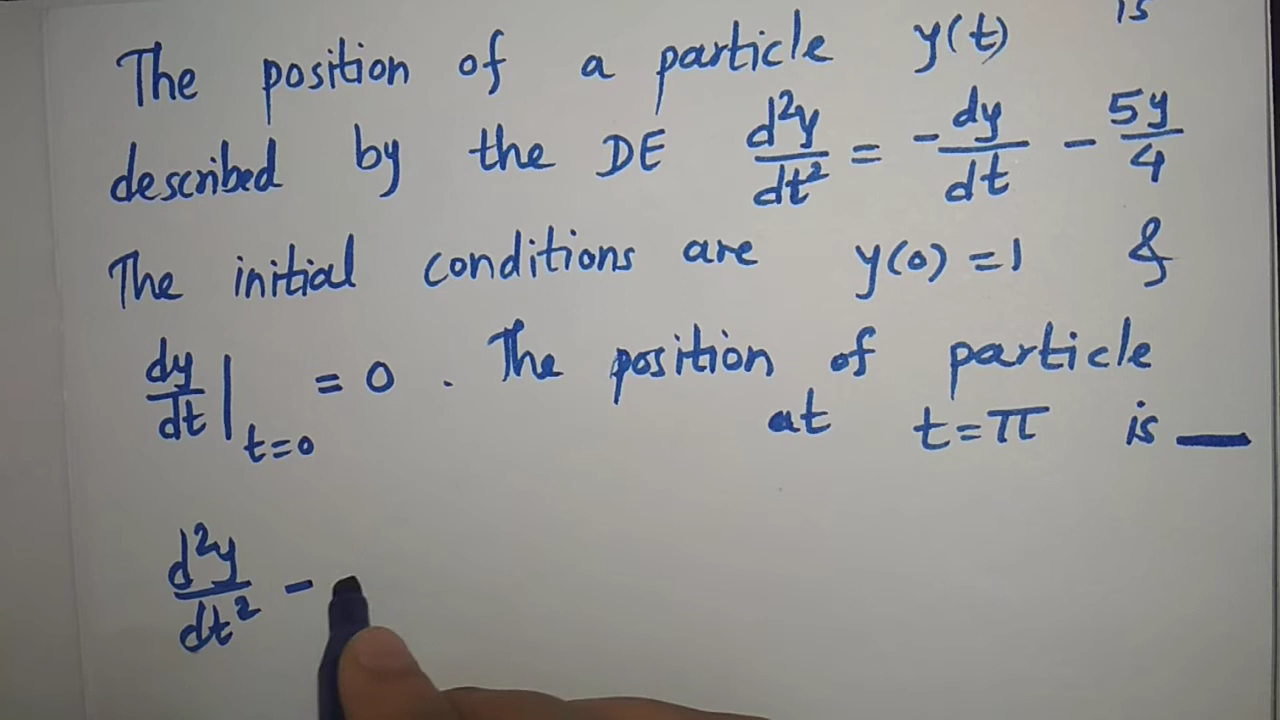 The position of a particle y(t) is
described by the DE d²y/dt² = -dy/dt - 5y/4
The initial conditions are y(0) = 1 &
dy/dt|t=0 = 0 . The position of particle
at t=π is __
d²y/dt² -